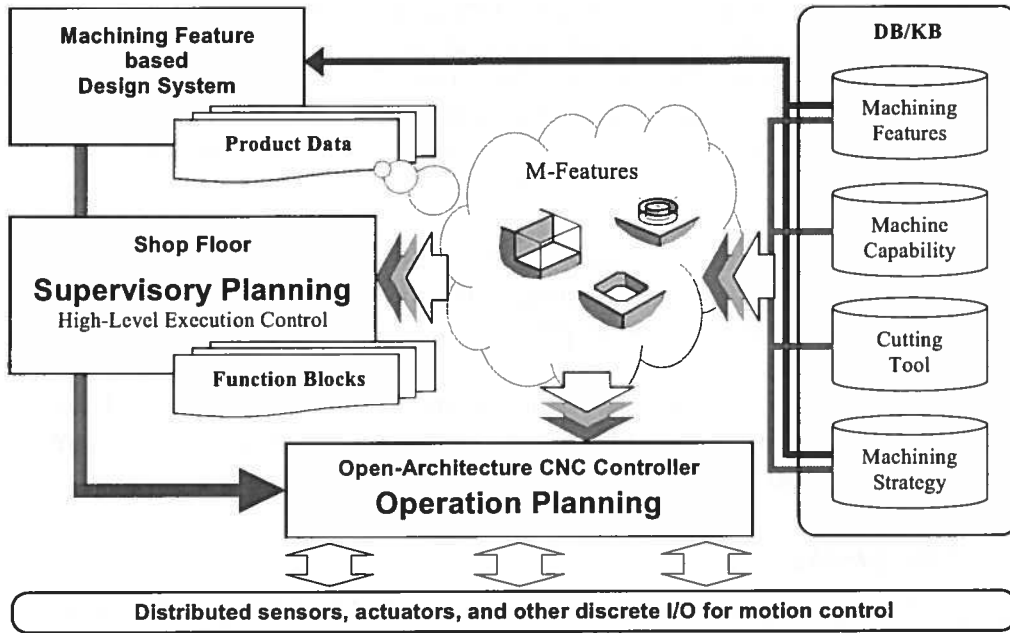 Machining Feature
based
Design System
Product Data
Shop Floor
Supervisory Planning
High-Level Execution Control
Function Blocks
M-Features
DB/KB
Machining
Features
Machine
Capability
Cutting
Tool
Machining
Strategy
Open-Architecture CNC Controller
Operation Planning
Distributed sensors, actuators, and other discrete I/O for motion control